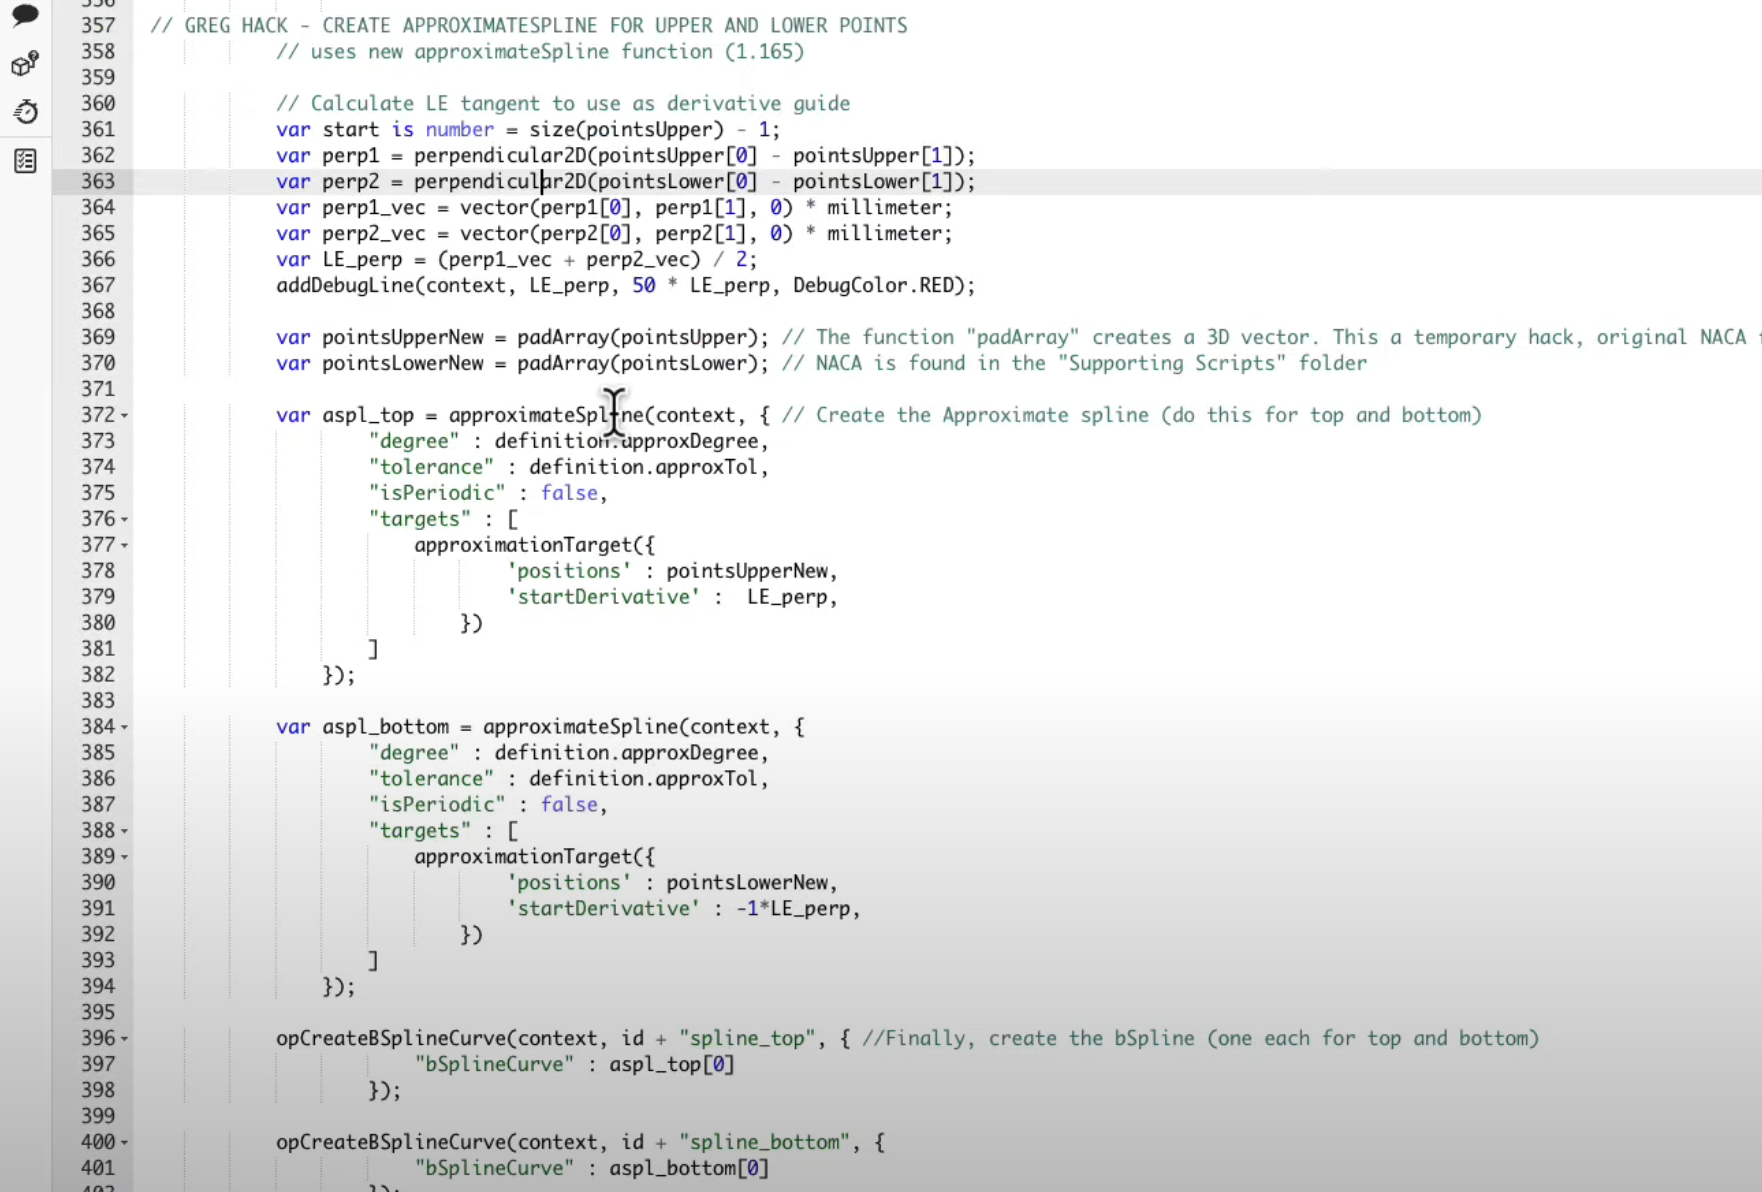 356
357 // GREG HACK - CREATE APPROXIMATESPLINE FOR UPPER AND LOWER POINTS
358 // uses new approximateSpline function (1.165)
359
360 // Calculate LE tangent to use as derivative guide
361 var start is number = size(pointsUpper) - 1;
362 var perp1 = perpendicular2D(pointsUpper[0] - pointsUpper[1]);
363 var perp2 = perpendicular2D(pointsLower[0] - pointsLower[1]);
364 var perp1_vec = vector(perp1[0], perp1[1], 0) * millimeter;
365 var perp2_vec = vector(perp2[0], perp2[1], 0) * millimeter;
366 var LE_perp = (perp1_vec + perp2_vec) / 2;
367 addDebugLine(context, LE_perp, 50 * LE_perp, DebugColor.RED);
368
369 var pointsUpperNew = padArray(pointsUpper); // The function "padArray" creates a 3D vector. This a temporary hack, original NACA
370 var pointsLowerNew = padArray(pointsLower); // NACA is found in the "Supporting Scripts" folder
371
372 var aspl_top = approximateSpline(context, { // Create the Approximate spline (do this for top and bottom)
373 "degree" : definition.approxDegree,
374 "tolerance" : definition.approxTol,
375 "isPeriodic" : false,
376 "targets" : [
377 approximationTarget({
378 'positions' : pointsUpperNew,
379 'startDerivative' : LE_perp,
380 })
381 ]
382 });
383
384 var aspl_bottom = approximateSpline(context, {
385 "degree" : definition.approxDegree,
386 "tolerance" : definition.approxTol,
387 "isPeriodic" : false,
388 "targets" : [
389 approximationTarget({
390 'positions' : pointsLowerNew,
391 'startDerivative' : -1*LE_perp,
392 })
393 ]
394 });
395
396 opCreateBSplineCurve(context, id + "spline_top", { //Finally, create the bSpline (one each for top and bottom)
397 "bSplineCurve" : aspl_top[0]
398 });
399
400 opCreateBSplineCurve(context, id + "spline_bottom", {
401 "bSplineCurve" : aspl_bottom[0]
402 });